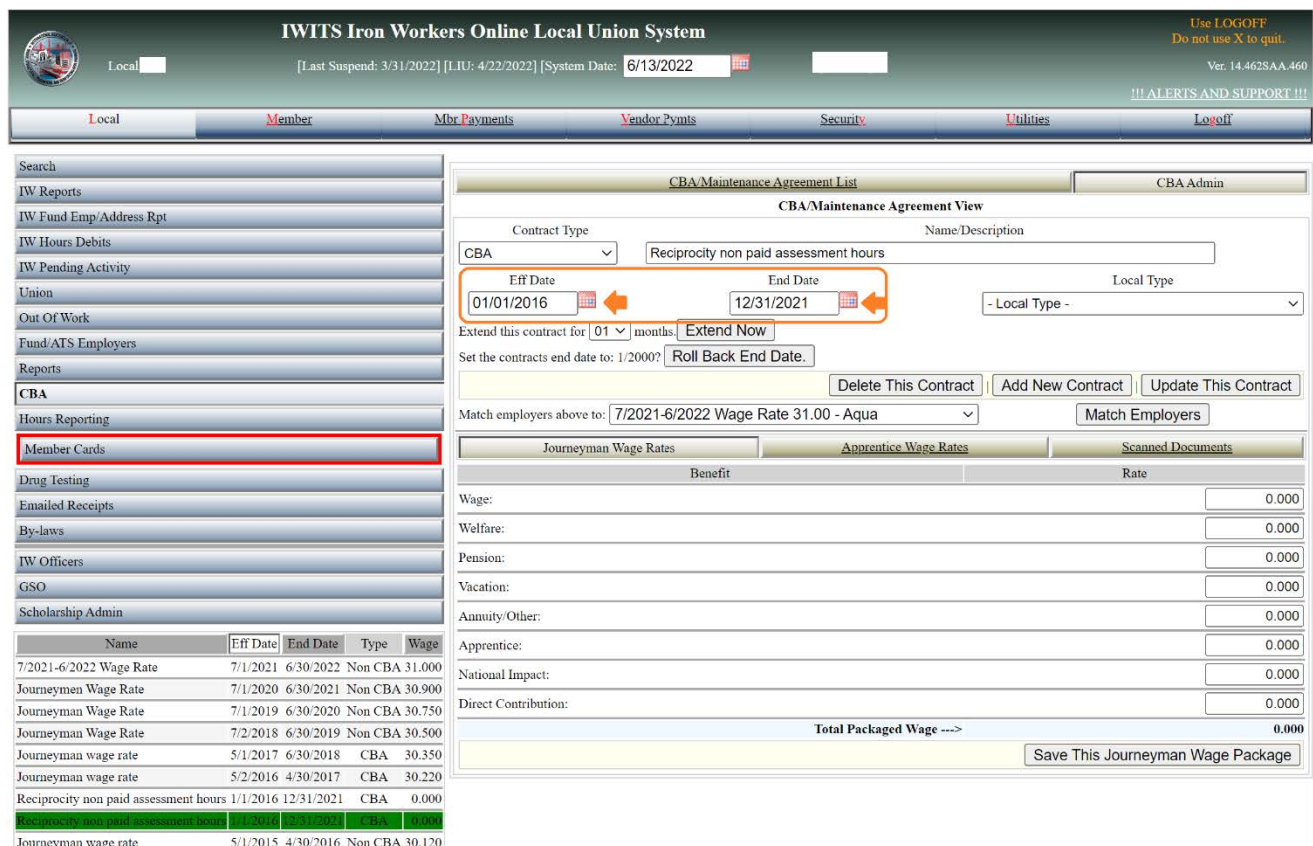 IWITS Iron Workers Online Local Union System
Use LOGOFF
Do not use X to quit.
Local
[Last Suspend: 3/31/2022] [LIU: 4/22/2022] [System Date: 6/13/2022
Ver. 14.462SAA.460
!!! ALERTS AND SUPPORT !!!
Local Member Mbr Payments Vendor Pymts Security Utilities Logoff
Search
IW Reports
IW Fund Emp/Address Rpt
IW Hours Debits
IW Pending Activity
Union
Out Of Work
Fund/ATS Employers
Reports
CBA
Hours Reporting
Member Cards
Drug Testing
Emailed Receipts
By-laws
IW Officers
GSO
Scholarship Admin
Name Eff Date End Date Type Wage
7/2021-6/2022 Wage Rate 7/1/2021 6/30/2022 Non CBA 31.000
Journeymen Wage Rate 7/1/2020 6/30/2021 Non CBA 30.900
Journeyman Wage Rate 7/1/2019 6/30/2020 Non CBA 30.750
Journeyman Wage Rate 7/2/2018 6/30/2019 Non CBA 30.500
Journeyman wage rate 5/1/2017 6/30/2018 CBA 30.350
Journeyman wage rate 5/2/2016 4/30/2017 CBA 30.220
Reciprocity non paid assessment hours 1/1/2016 12/31/2021 CBA 0.000
Reciprocity non paid assessment hours 1/1/2016 12/31/2021 CBA 0.000
Journeyman wage rate 5/1/2015 4/30/2016 Non CBA 30.120
CBA/Maintenance Agreement List CBA Admin
CBA/Maintenance Agreement View
Contract Type Name/Description
CBA Reciprocity non paid assessment hours
Eff Date End Date Local Type
01/01/2016 12/31/2021 - Local Type -
Extend this contract for 01 months. Extend Now
Set the contracts end date to: 1/2000? Roll Back End Date.
Delete This Contract | Add New Contract | Update This Contract
Match employers above to: 7/2021-6/2022 Wage Rate 31.00 - Aqua Match Employers
Journeyman Wage Rates Apprentice Wage Rates Scanned Documents
Benefit Rate
Wage: 0.000
Welfare: 0.000
Pension: 0.000
Vacation: 0.000
Annuity/Other: 0.000
Apprentice: 0.000
National Impact: 0.000
Direct Contribution: 0.000
Total Packaged Wage ---> 0.000
Save This Journeyman Wage Package